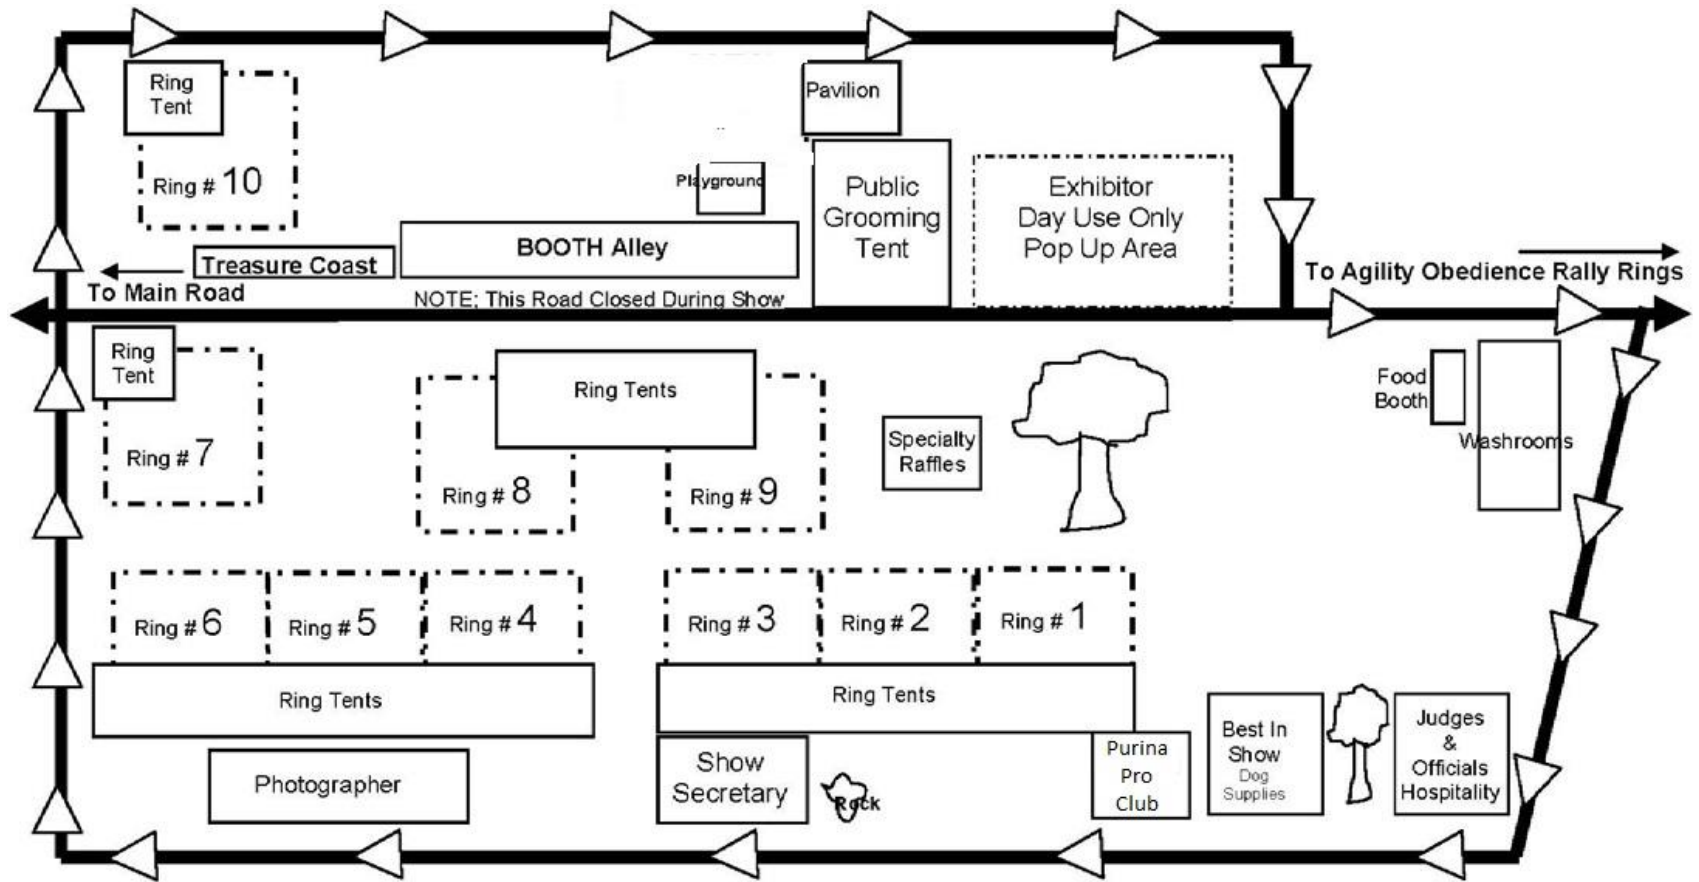 Ring
Tent
Ring # 10
Pavilion
Playground
Public
Grooming
Tent
Exhibitor
Day Use Only
Pop Up Area
BOOTH Alley
Treasure Coast
To Main Road
NOTE; This Road Closed During Show
To Agility Obedience Rally Rings
Ring
Tent
Ring # 7
Ring Tents
Ring # 8
Ring # 9
Specialty
Raffles
Food
Booth
Washrooms
Ring # 6
Ring # 5
Ring # 4
Ring # 3
Ring # 2
Ring # 1
Ring Tents
Ring Tents
Photographer
Show
Secretary
Rock
Purina
Pro
Club
Best In
Show
Dog
Supplies
Judges
&
Officials
Hospitality